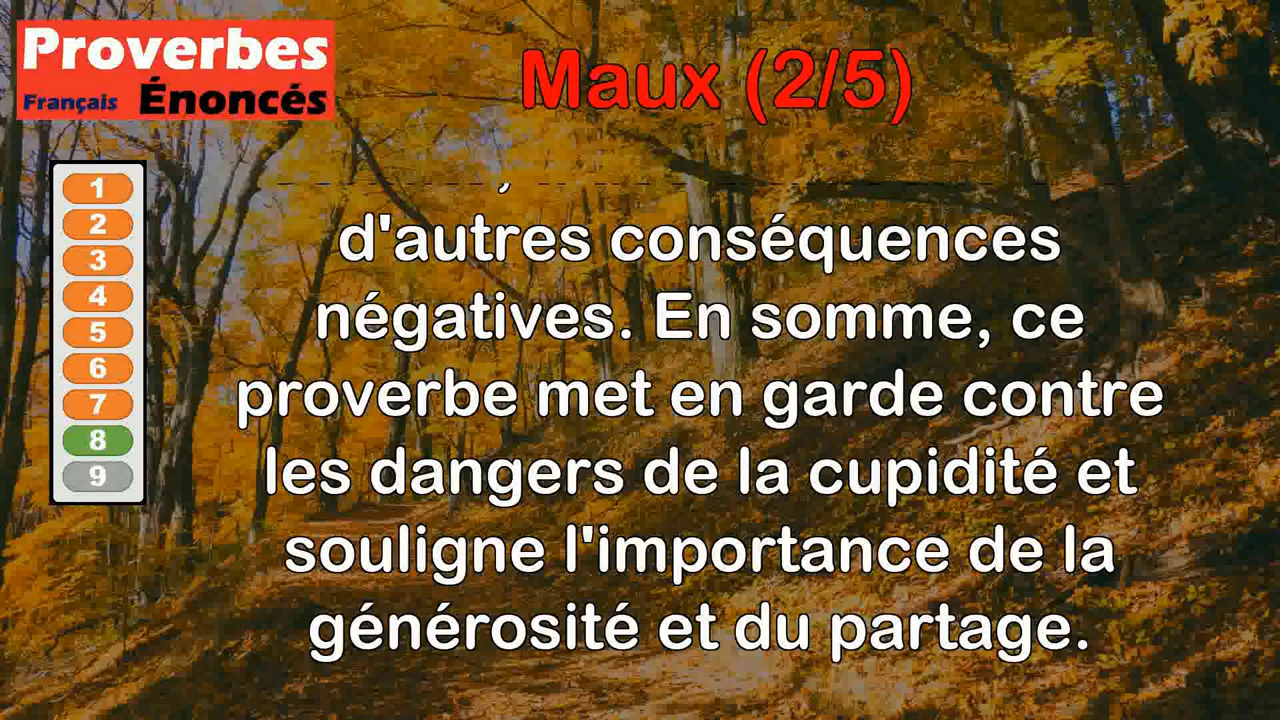 Proverbes
Français Énoncés
Maux (2/5)
1
2
3
4
5
6
7
8
9
d'autres conséquences
négatives. En somme, ce
proverbe met en garde contre
les dangers de la cupidité et
souligne l'importance de la
générosité et du partage.